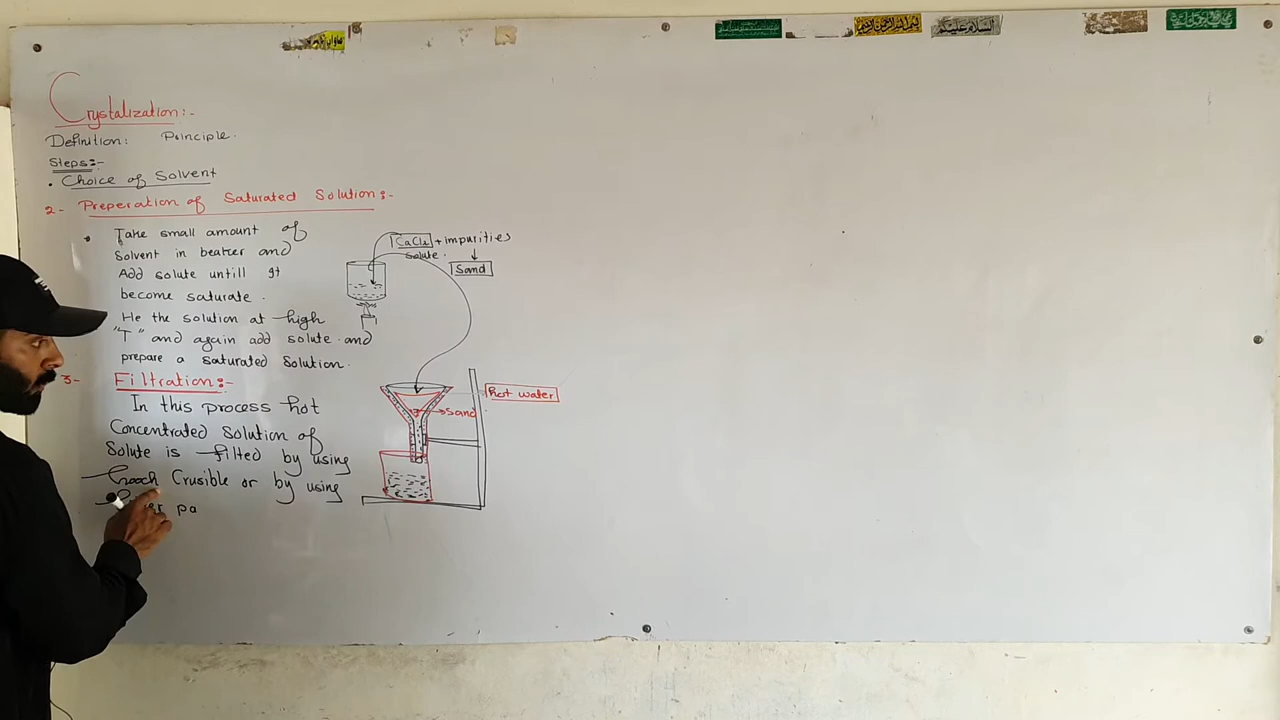 السلام علیکم
Crystalization:-
Definition: Principle.
Steps:-
• Choice of Solvent
2- Preperation of Saturated Solution:-
• Take small amount of
Solvent in beaker and
Add solute untill it
become saturate.
He the solution at high
"T" and again add solute and
prepare a saturated Solution.
CaCl₂ + impurities
solute.
Sand
3- Filtration:-
In this process hot
Concentrated Solution of
Solute is filted by using
Gooch Crusible or by using
pa
Hot water
Sand